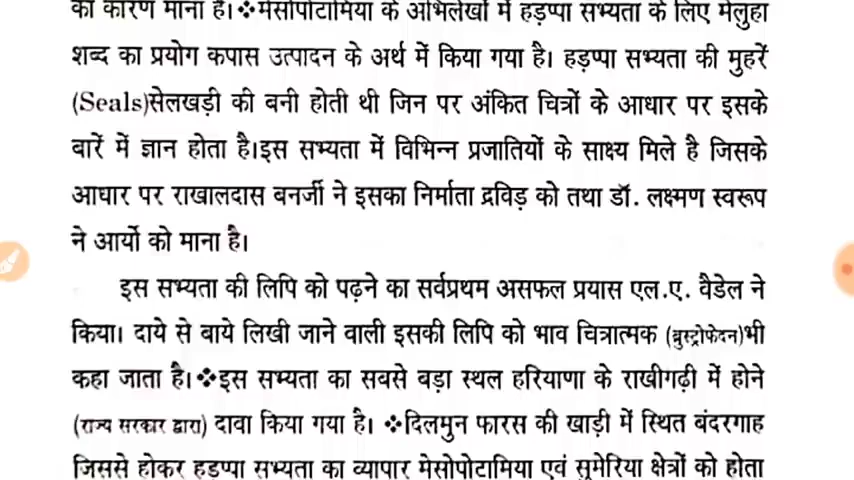 का कारण माना है।❖मेसोपोटामिया के अभिलेखों में हड़प्पा सभ्यता के लिए मेलुहा
शब्द का प्रयोग कपास उत्पादन के अर्थ में किया गया है। हड़प्पा सभ्यता की मुहरें
(Seals)सेलखड़ी की बनी होती थी जिन पर अंकित चित्रों के आधार पर इसके
बारें में ज्ञान होता है।इस सभ्यता में विभिन्न प्रजातियों के साक्ष्य मिले है जिसके
आधार पर राखालदास बनर्जी ने इसका निर्माता द्रविड़ को तथा डॉ. लक्ष्मण स्वरूप
ने आर्यो को माना है।
इस सभ्यता की लिपि को पढ़ने का सर्वप्रथम असफल प्रयास एल.ए. वैडेल ने
किया। दाये से बाये लिखी जाने वाली इसकी लिपि को भाव चित्रात्मक (ब्रुस्ट्रोफेदन)भी
कहा जाता है।❖इस सभ्यता का सबसे बड़ा स्थल हरियाणा के राखीगढ़ी में होने
(राज्य सरकार द्वारा) दावा किया गया है। ❖दिलमुन फारस की खाड़ी में स्थित बंदरगाह
जिससे होकर हड़प्पा सभ्यता का व्यापार मेसोपोटामिया एवं सुमेरिया क्षेत्रों को होता